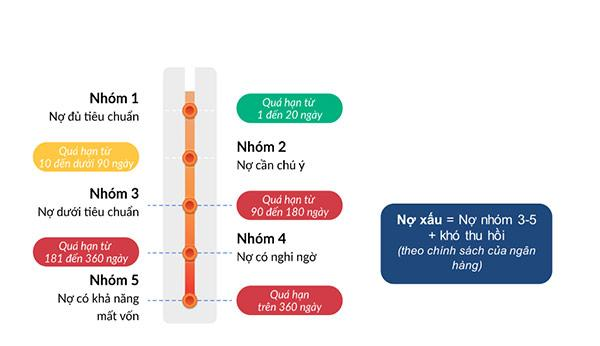 Nhóm 1
Nợ đủ tiêu chuẩn
Quá hạn từ
1 đến 20 ngày
Quá hạn từ
10 đến dưới 90 ngày
Nhóm 2
Nợ cần chú ý
Nhóm 3
Nợ dưới tiêu chuẩn
Quá hạn từ
90 đến 180 ngày
Quá hạn từ
181 đến 360 ngày
Nhóm 4
Nợ có nghi ngờ
Nhóm 5
Nợ có khả năng
mất vốn
Quá hạn
trên 360 ngày
Nợ xấu = Nợ nhóm 3-5
+ khó thu hồi
(theo chính sách của ngân
hàng)